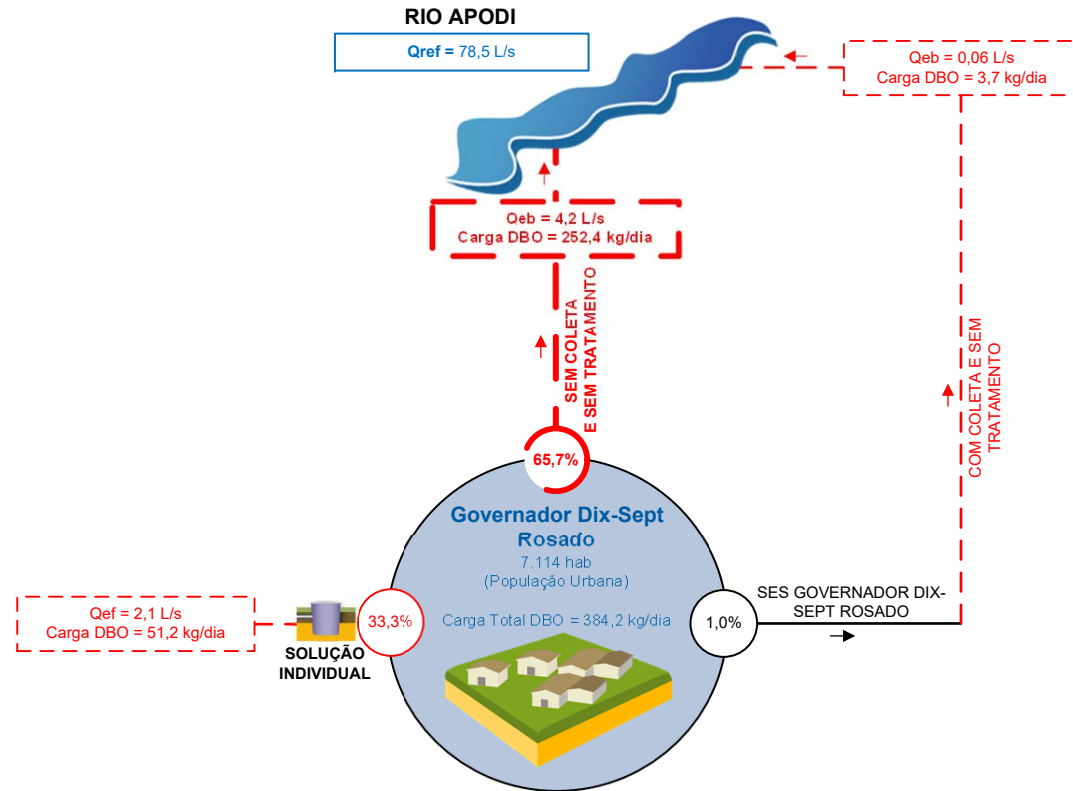 RIO APODI
Qref = 78,5 L/s
Qeb = 0,06 L/s
Carga DBO = 3,7 kg/dia
Qeb = 4,2 L/s
Carga DBO = 252,4 kg/dia
SEM COLETA
E SEM TRATAMENTO
COM COLETA E SEM
TRATAMENTO
65,7%
Governador Dix-Sept
Rosado
7.114 hab
(População Urbana)
Carga Total DBO = 384,2 kg/dia
Qef = 2,1 L/s
Carga DBO = 51,2 kg/dia
SOLUÇÃO
INDIVIDUAL
33,3%
1,0%
SES GOVERNADOR DIX-
SEPT ROSADO